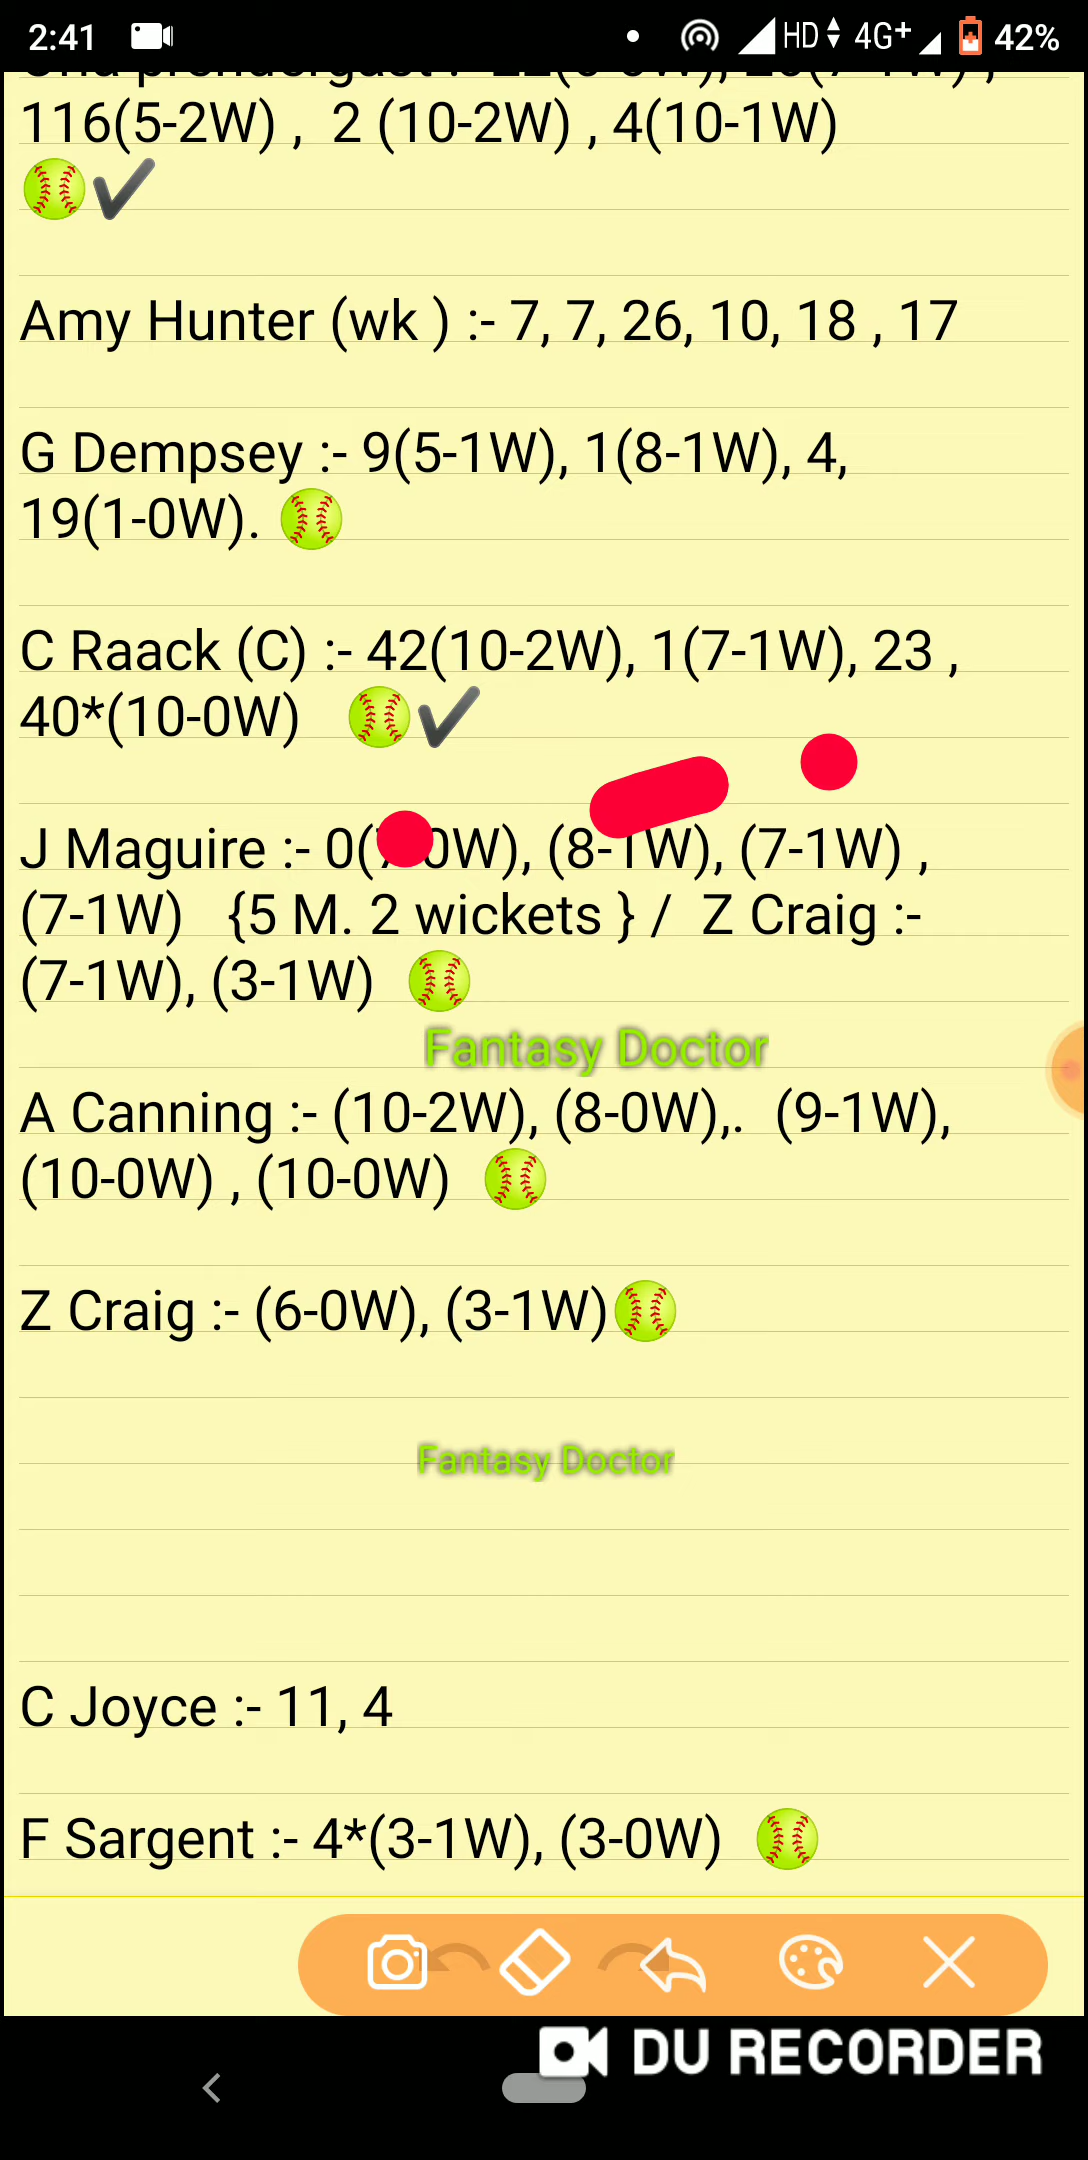 2:41 HD 4G+ 42%
116(5-2W) , 2 (10-2W) , 4(10-1W)
Amy Hunter (wk ) :- 7, 7, 26, 10, 18 , 17
G Dempsey :- 9(5-1W), 1(8-1W), 4,
19(1-0W).
C Raack (C) :- 42(10-2W), 1(7-1W), 23 ,
40*(10-0W)
J Maguire :- 0(7-0W), (8-1W), (7-1W) ,
(7-1W) {5 M. 2 wickets } / Z Craig :-
(7-1W), (3-1W)
Fantasy Doctor
A Canning :- (10-2W), (8-0W),. (9-1W),
(10-0W) , (10-0W)
Z Craig :- (6-0W), (3-1W)
Fantasy Doctor
C Joyce :- 11, 4
F Sargent :- 4*(3-1W), (3-0W)
DU RECORDER